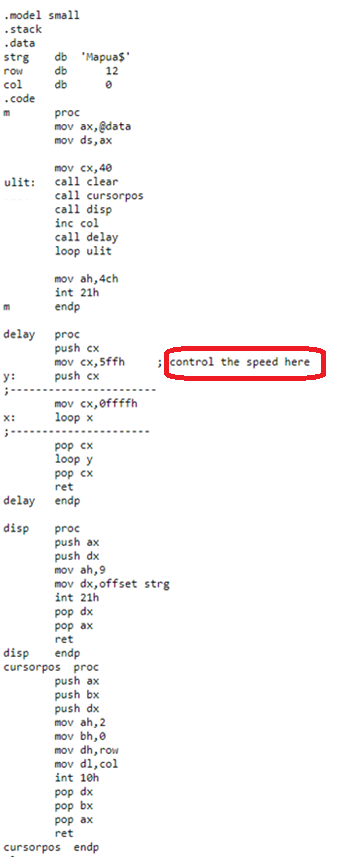 .model small
.stack
.data
strg db 'Mapua$'
row db 12
col db 0
.code
m proc
mov ax,@data
mov ds,ax
mov cx,40
ulit: call clear
call cursorpos
call disp
inc col
call delay
loop ulit
mov ah,4ch
int 21h
m endp
delay proc
push cx
mov cx,5ffh ; control the speed here
y: push cx
;-----------------------
mov cx,0ffffh
x: loop x
;----------------------
pop cx
loop y
pop cx
ret
delay endp
disp proc
push ax
push dx
mov ah,9
mov dx,offset strg
int 21h
pop dx
pop ax
ret
disp endp
cursorpos proc
push ax
push bx
push dx
mov ah,2
mov bh,0
mov dh,row
mov dl,col
int 10h
pop dx
pop bx
pop ax
ret
cursorpos endp